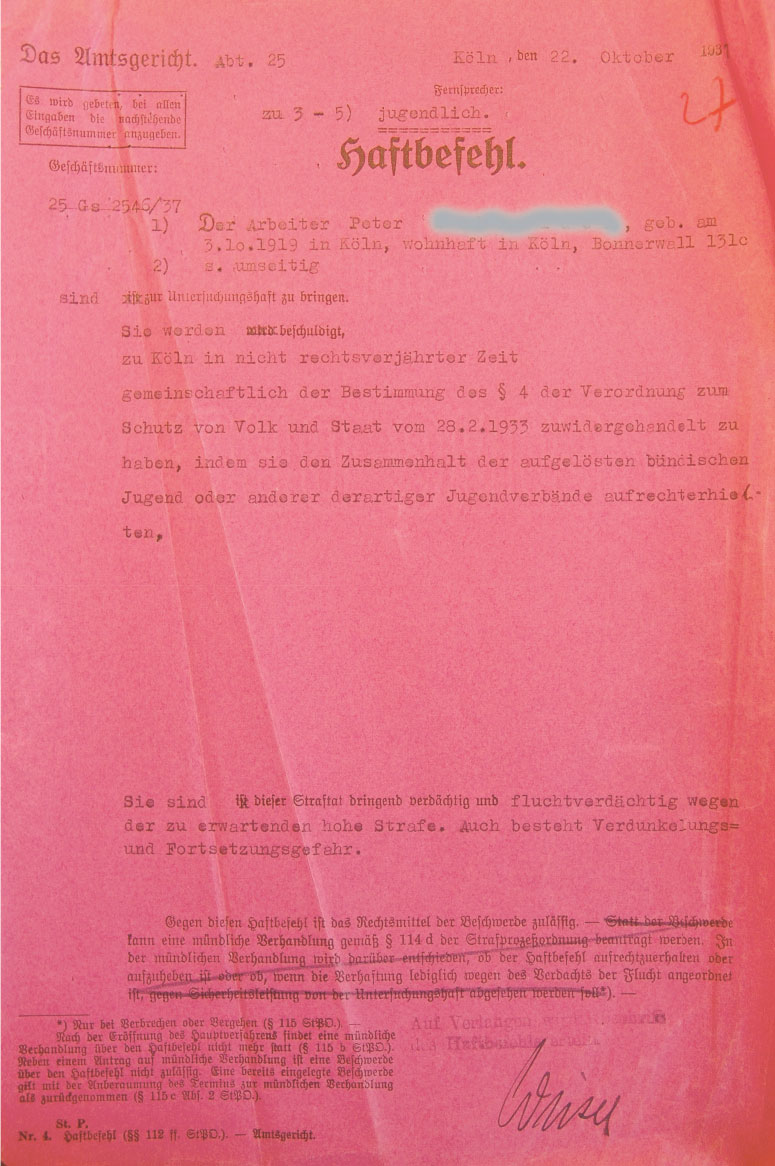 Das Amtsgericht. Abt. 25
Köln, den 22. Oktober 1937
Es wird gebeten, bei allen
Eingaben die nachstehende
Geschäftsnummer anzugeben.
Fernsprecher:
27
zu 3 - 5) jugendlich.
Haftbefehl.
Geschäftsnummer:
25 Gs 2546/37
1) Der Arbeiter Peter , geb. am
3.10.1919 in Köln, wohnhaft in Köln, Bonnerwall 131c
2) s. umseitig
sind ist zur Untersuchungshaft zu bringen.
Sie werden wird beschuldigt,
zu Köln in nicht rechtsverjährter Zeit
gemeinschaftlich der Bestimmung des § 4 der Verordnung zum
Schutz von Volk und Staat vom 28.2.1933 zuwidergehandelt zu
haben, indem sie den Zusammenhalt der aufgelösten bündischen
Jugend oder anderer derartiger Jugendverbände aufrechterhiel-
ten,
Sie sind ist dieser Straftat dringend verdächtig und fluchtverdächtig wegen
der zu erwartenden hohe Strafe. Auch besteht Verdunkelungs=
und Fortsetzungsgefahr.
Gegen diesen Haftbefehl ist das Rechtsmittel der Beschwerde zulässig. — Statt der Beschwerde
kann eine mündliche Verhandlung gemäß § 114 d der Strafprozeßordnung beantragt werden. In
der mündlichen Verhandlung wird darüber entschieden, ob der Haftbefehl aufrechtzuerhalten oder
aufzuheben ist oder ob, wenn die Verhaftung lediglich wegen des Verdachts der Flucht angeordnet
ist, gegen Sicherheitsleistung von der Untersuchungshaft abgesehen werden soll*). —
*) Nur bei Verbrechen oder Vergehen (§ 115 StPO.). —
Nach der Eröffnung des Hauptverfahrens findet eine mündliche
Verhandlung über den Haftbefehl nicht mehr statt (§ 115 b StPO.).
Neben einem Antrag auf mündliche Verhandlung ist eine Beschwerde
über den Haftbefehl nicht zulässig. Eine bereits eingelegte Beschwerde
gilt mit der Anberaumung des Termins zur mündlichen Verhandlung
als zurückgenommen (§ 115 c Abs. 2 StPO.).
Auf Verlangen
des Haftbefehls
St. P.
Nr. 4. Haftbefehl (§§ 112 ff. StPO.). — Amtsgericht.